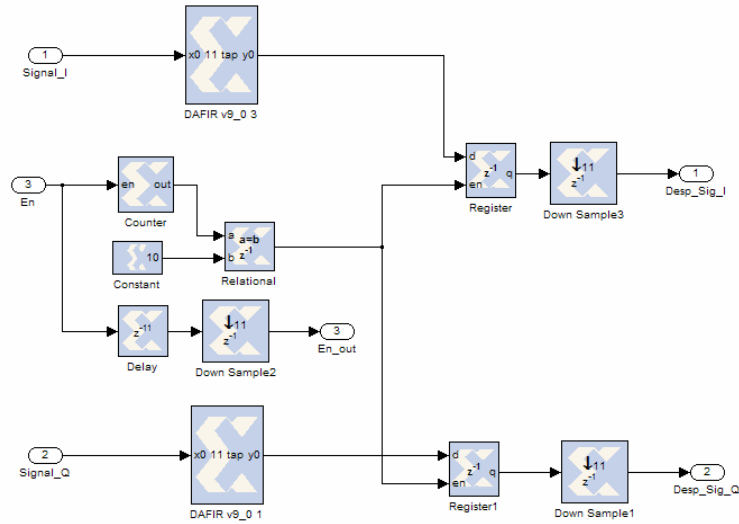 1
Signal_I
x0 11 tap y0
DAFIR v9_0 3
d
z-1 q
en
Register
↓11
z-1
Down Sample3
1
Desp_Sig_I
3
En
en out
Counter
10
Constant
a
a=b
b
z-1
Relational
z-11
Delay
↓11
z-1
Down Sample2
3
En_out
2
Signal_Q
x0 11 tap y0
DAFIR v9_0 1
d
z-1 q
en
Register1
↓11
z-1
Down Sample1
2
Desp_Sig_Q